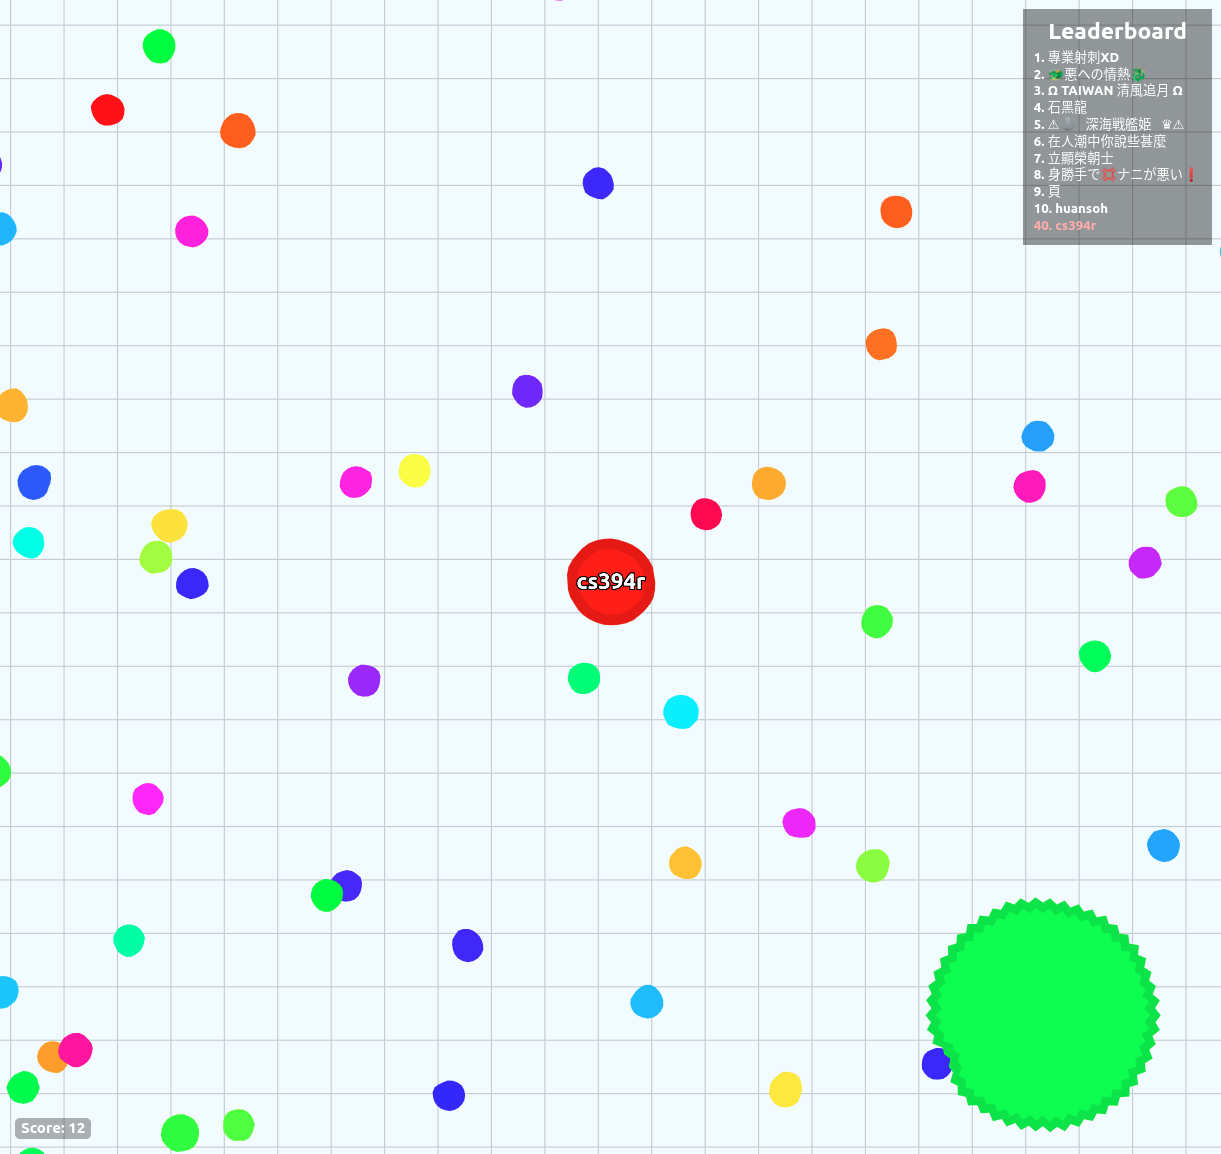 Leaderboard
1. 專業射刺XD
2. 🐲悪への情熱🐉
3. Ω TAIWAN 清風追月 Ω
4. 石黑龍
5. ⚠⚓ 深海戦艦姫 ♕⚠
6. 在人潮中你說些甚麼
7. 立顯榮朝士
8. 身勝手で💢ナニが悪い❗
9. 頁
10. huansoh
40. cs394r
cs394r
Score: 12